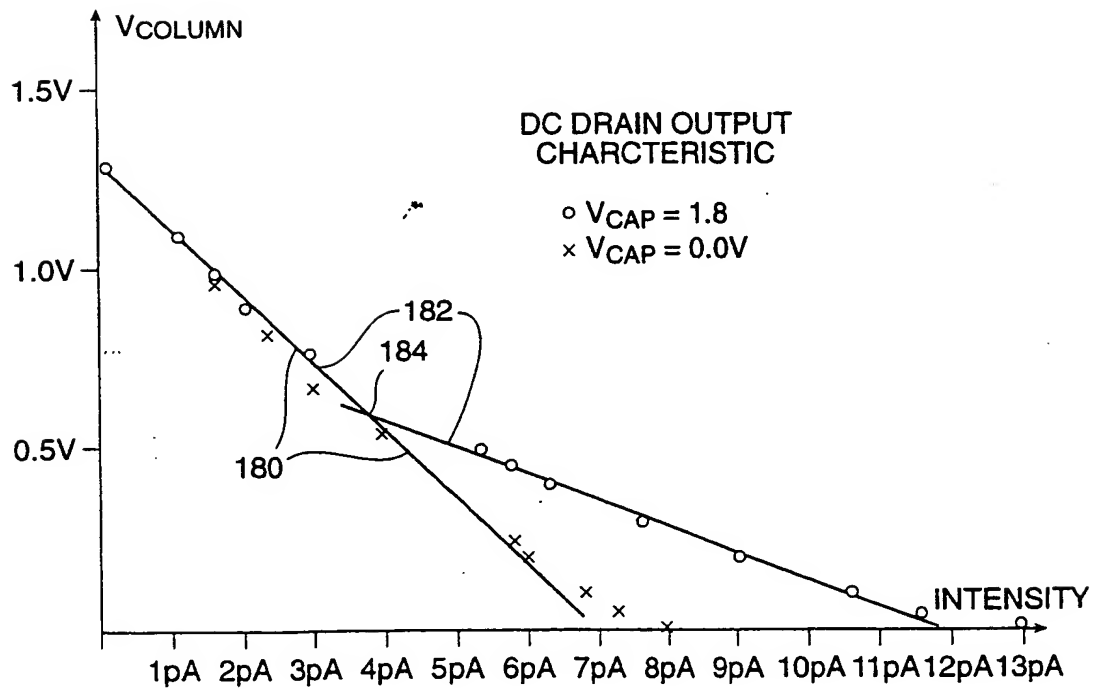 VCOLUMN
1.5V
1.0V
0.5V
DC DRAIN OUTPUT
CHARCTERISTIC
o VCAP = 1.8
× VCAP = 0.0V
182
184
180
INTENSITY
1pA 2pA 3pA 4pA 5pA 6pA 7pA 8pA 9pA 10pA 11pA 12pA 13pA